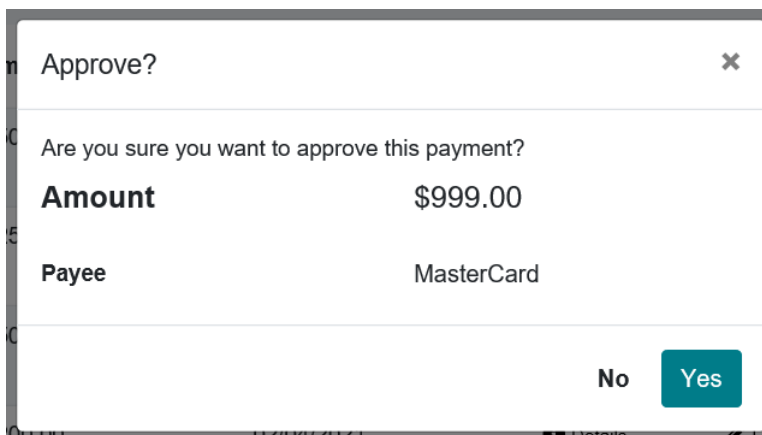 Approve?
Are you sure you want to approve this payment?
Amount $999.00
Payee MasterCard
No Yes